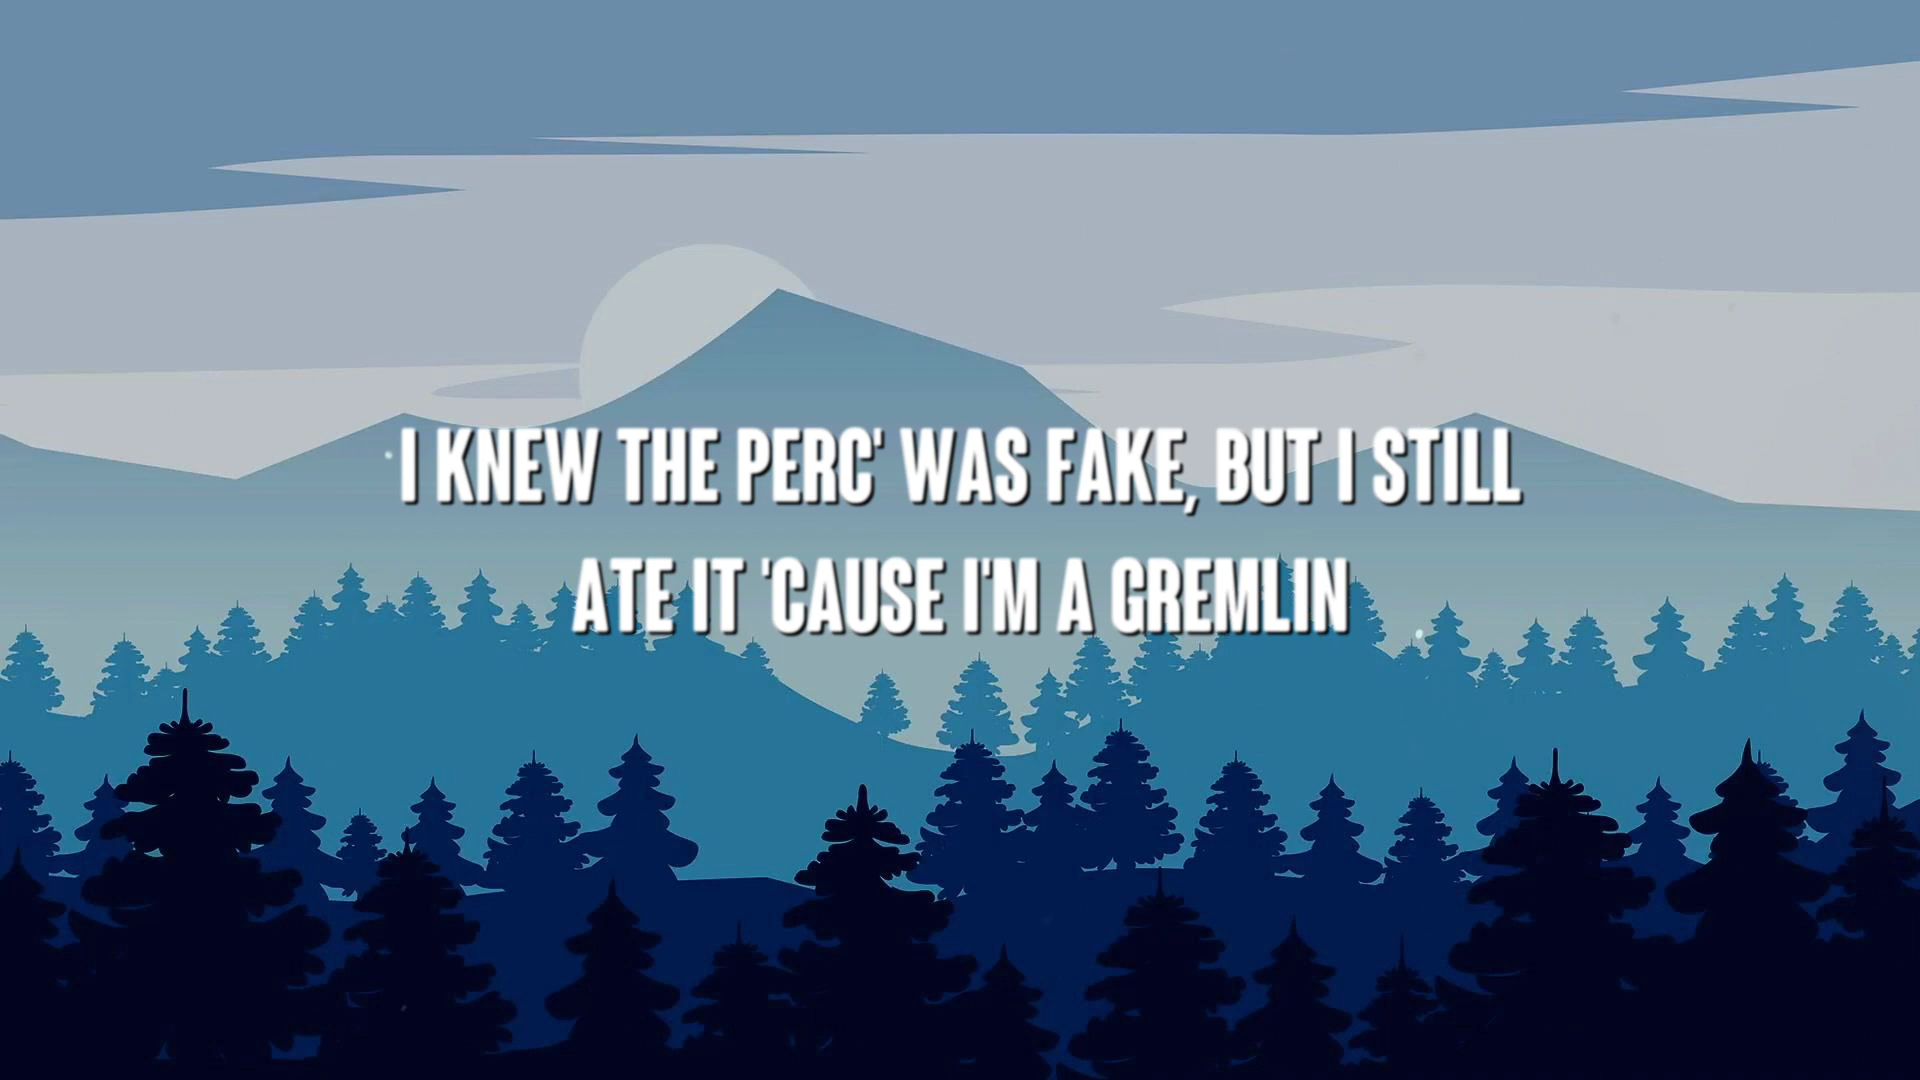 I KNEW THE PERC' WAS FAKE, BUT I STILL
ATE IT 'CAUSE I'M A GREMLIN